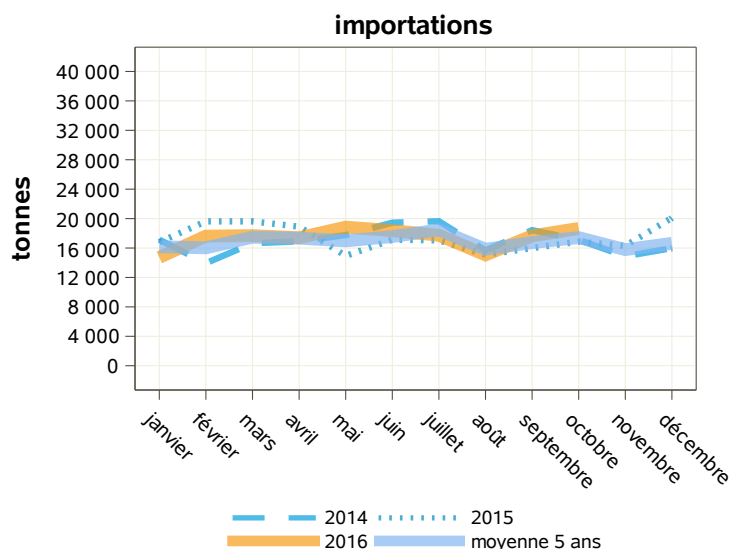 importations
tonnes
40 000
36 000
32 000
28 000
24 000
20 000
16 000
12 000
8 000
4 000
0
janvier
février
mars
avril
mai
juin
juillet
août
septembre
octobre
novembre
décembre
2014
2015
2016
moyenne 5 ans